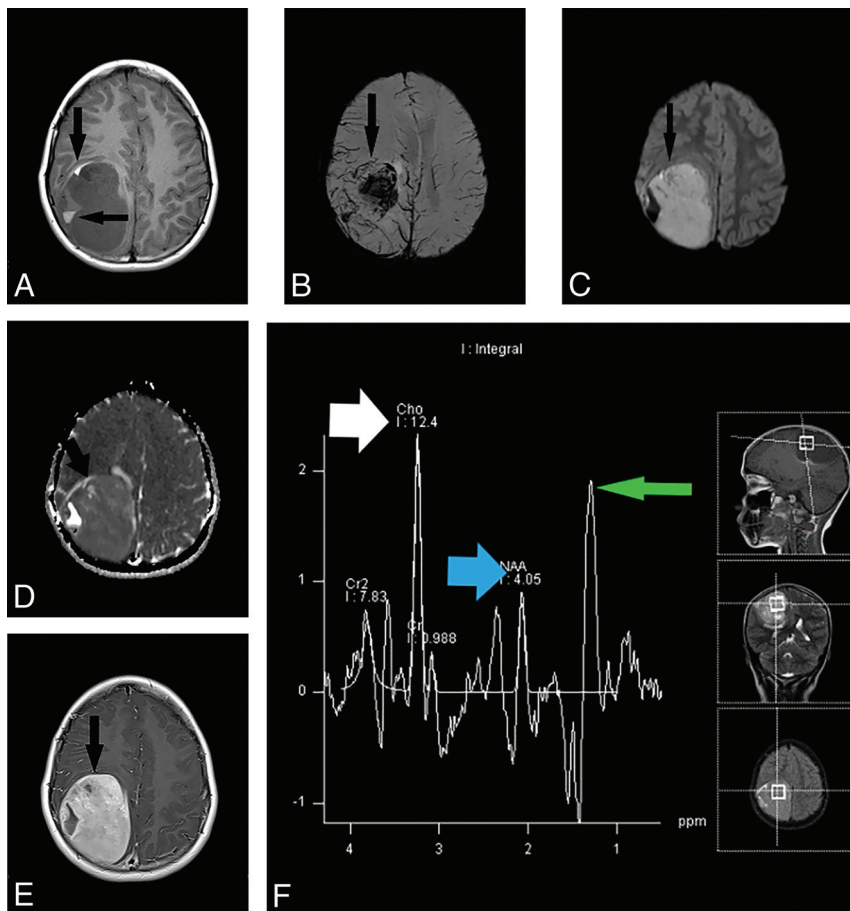 A
B
C
D
E
F
I : Integral
Cho
I : 12.4
NAA
I : 4.05
Cr2
I : 7.83
Cr
I : 0.988
2
1
0
-1
ppm
4
3
2
1